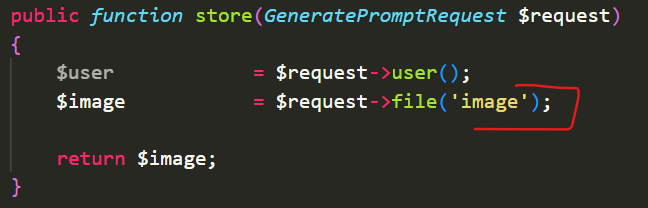 public function store(GeneratePromptRequest $request)
{
    $user           = $request->user();
    $image          = $request->file('image');
    return $image;
}